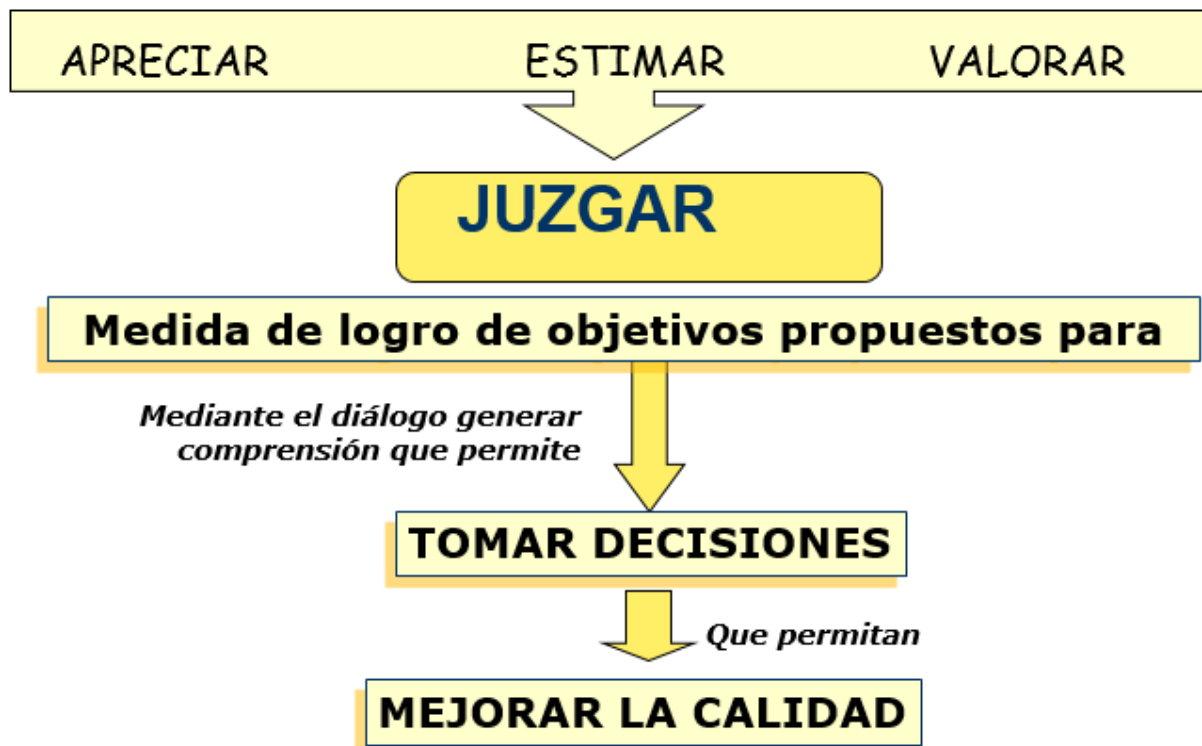 APRECIAR ESTIMAR VALORAR
JUZGAR
Medida de logro de objetivos propuestos para
Mediante el diálogo generar
comprensión que permite
TOMAR DECISIONES
Que permitan
MEJORAR LA CALIDAD